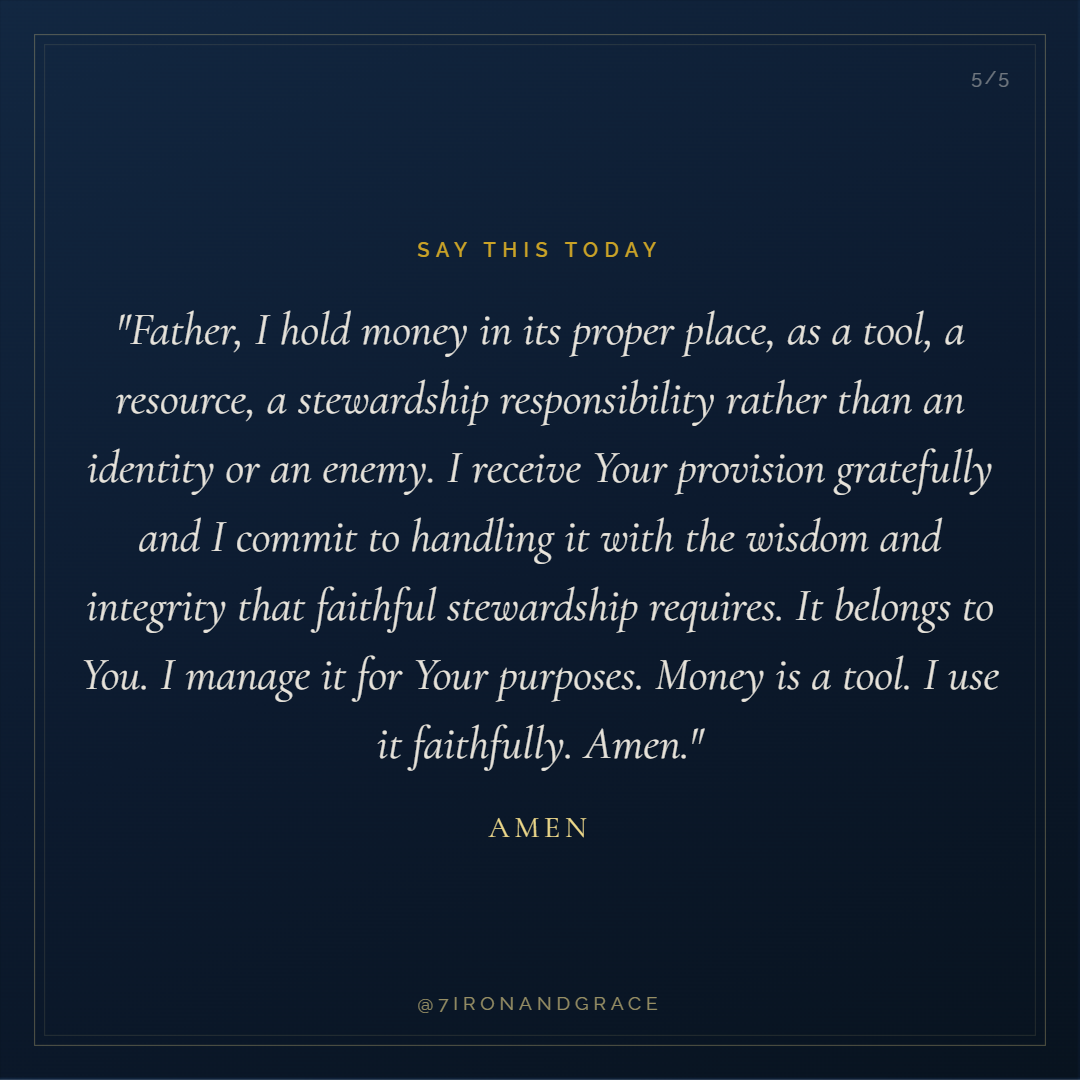 5/5
SAY THIS TODAY
"Father, I hold money in its proper place, as a tool, a
resource, a stewardship responsibility rather than an
identity or an enemy. I receive Your provision gratefully
and I commit to handling it with the wisdom and
integrity that faithful stewardship requires. It belongs to
You. I manage it for Your purposes. Money is a tool. I use
it faithfully. Amen."
AMEN
@7IRONANDGRACE